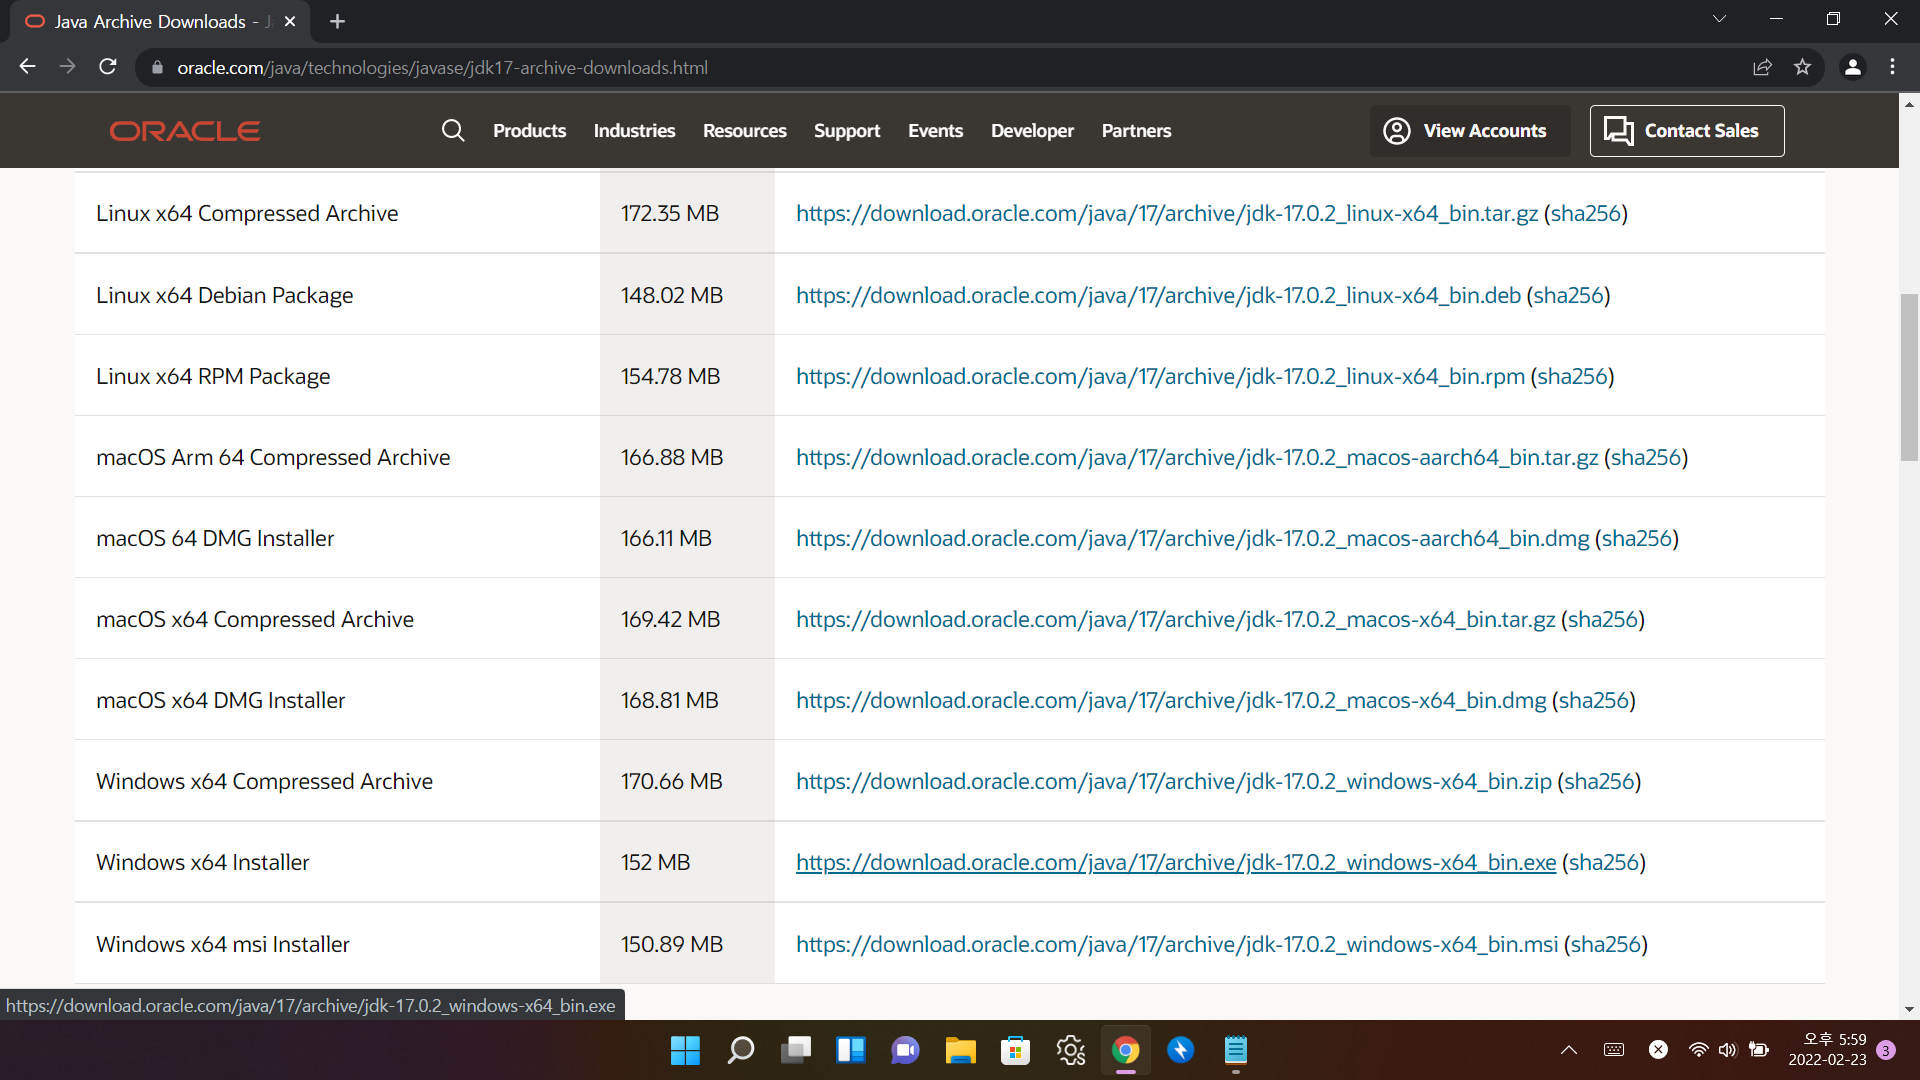 Java Archive Downloads - J
oracle.com/java/technologies/javase/jdk17-archive-downloads.html
ORACLE
Products Industries Resources Support Events Developer Partners
View Accounts
Contact Sales
Linux x64 Compressed Archive 172.35 MB https://download.oracle.com/java/17/archive/jdk-17.0.2_linux-x64_bin.tar.gz (sha256)
Linux x64 Debian Package 148.02 MB https://download.oracle.com/java/17/archive/jdk-17.0.2_linux-x64_bin.deb (sha256)
Linux x64 RPM Package 154.78 MB https://download.oracle.com/java/17/archive/jdk-17.0.2_linux-x64_bin.rpm (sha256)
macOS Arm 64 Compressed Archive 166.88 MB https://download.oracle.com/java/17/archive/jdk-17.0.2_macos-aarch64_bin.tar.gz (sha256)
macOS 64 DMG Installer 166.11 MB https://download.oracle.com/java/17/archive/jdk-17.0.2_macos-aarch64_bin.dmg (sha256)
macOS x64 Compressed Archive 169.42 MB https://download.oracle.com/java/17/archive/jdk-17.0.2_macos-x64_bin.tar.gz (sha256)
macOS x64 DMG Installer 168.81 MB https://download.oracle.com/java/17/archive/jdk-17.0.2_macos-x64_bin.dmg (sha256)
Windows x64 Compressed Archive 170.66 MB https://download.oracle.com/java/17/archive/jdk-17.0.2_windows-x64_bin.zip (sha256)
Windows x64 Installer 152 MB https://download.oracle.com/java/17/archive/jdk-17.0.2_windows-x64_bin.exe (sha256)
Windows x64 msi Installer 150.89 MB https://download.oracle.com/java/17/archive/jdk-17.0.2_windows-x64_bin.msi (sha256)
https://download.oracle.com/java/17/archive/jdk-17.0.2_windows-x64_bin.exe
오후 5:59
2022-02-23
3